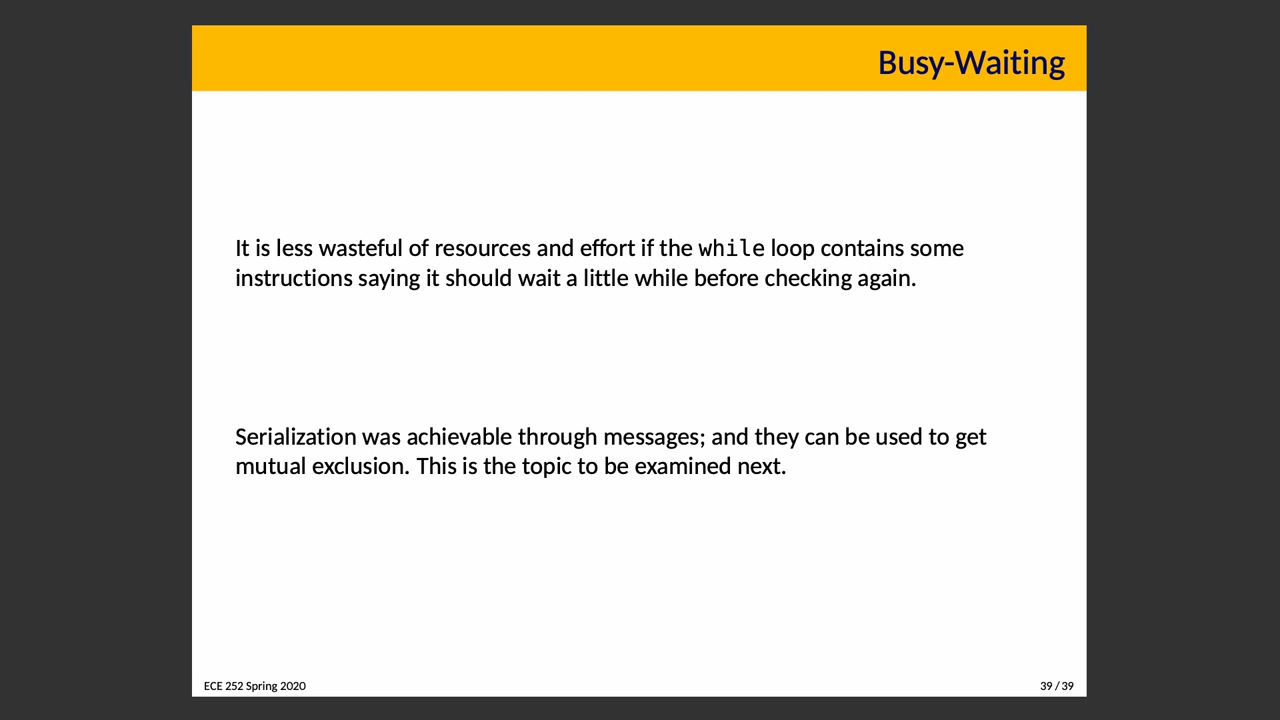 Busy-Waiting
It is less wasteful of resources and effort if the while loop contains some
instructions saying it should wait a little while before checking again.
Serialization was achievable through messages; and they can be used to get
mutual exclusion. This is the topic to be examined next.
ECE 252 Spring 2020
39 / 39